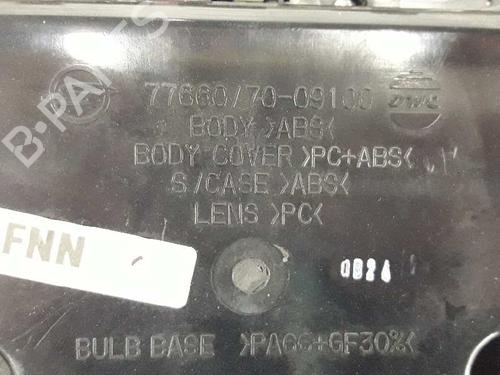 B-PARTS
77660/70-09100
BODY >ABS<
BODY COVER >PC+ABS<
S/CASE >ABS<
LENS >PC<
FNN
0824
BULB BASE >PA66+GF30%<